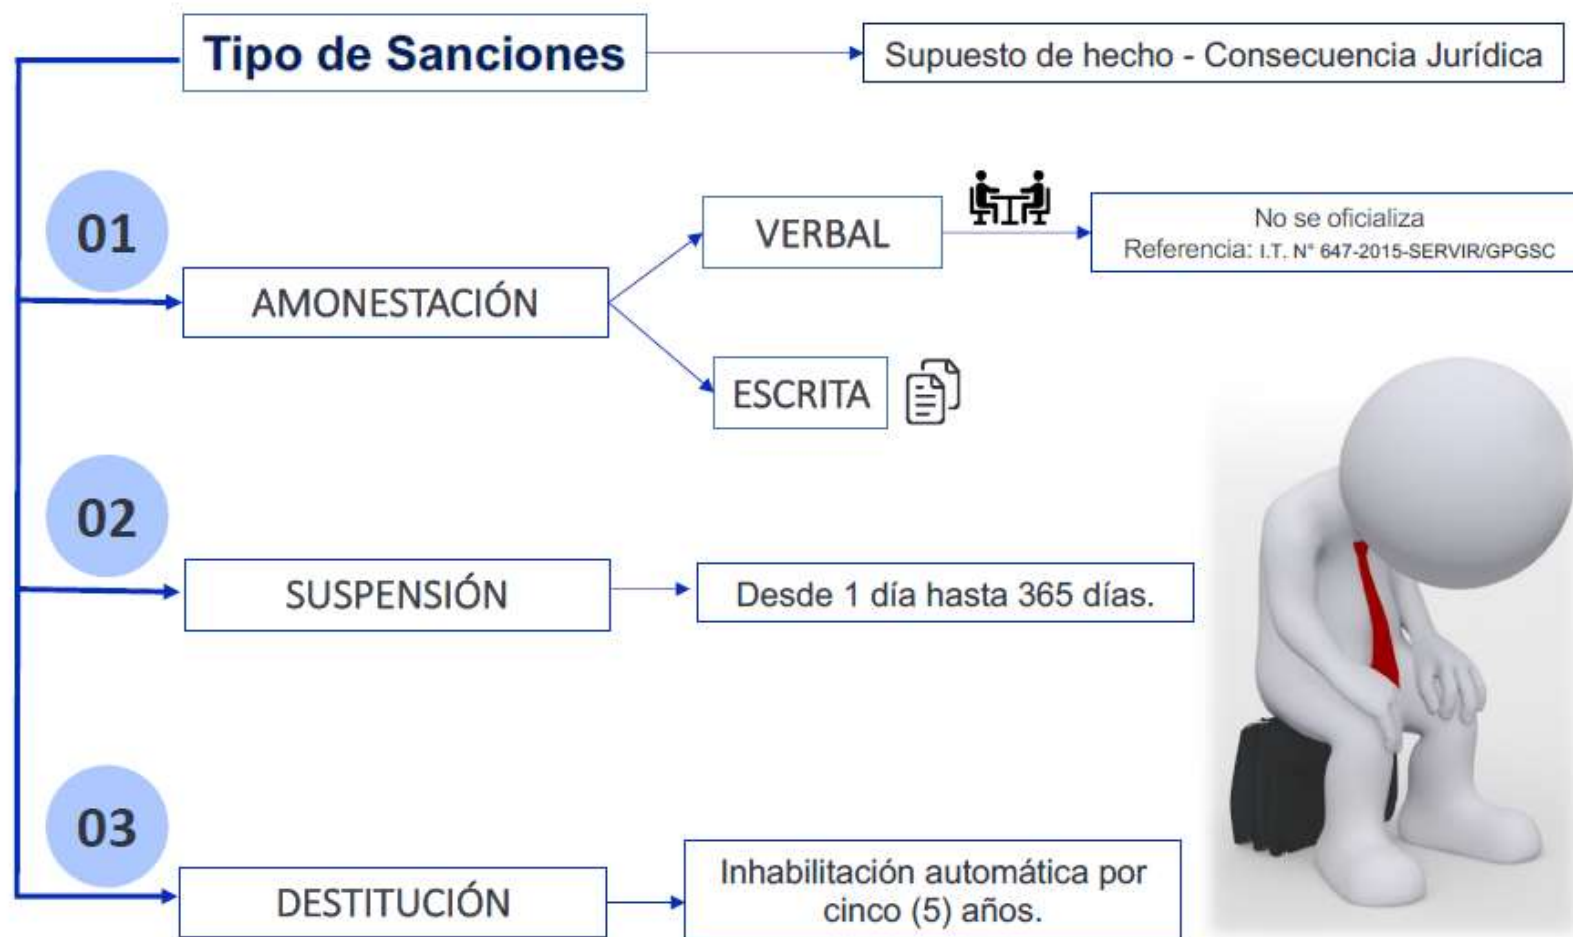 Tipo de Sanciones
Supuesto de hecho - Consecuencia Jurídica
01
AMONESTACIÓN
VERBAL
No se oficializa
Referencia: I.T. N° 647-2015-SERVIR/GPGSC
ESCRITA
02
SUSPENSIÓN
Desde 1 día hasta 365 días.
03
DESTITUCIÓN
Inhabilitación automática por
cinco (5) años.